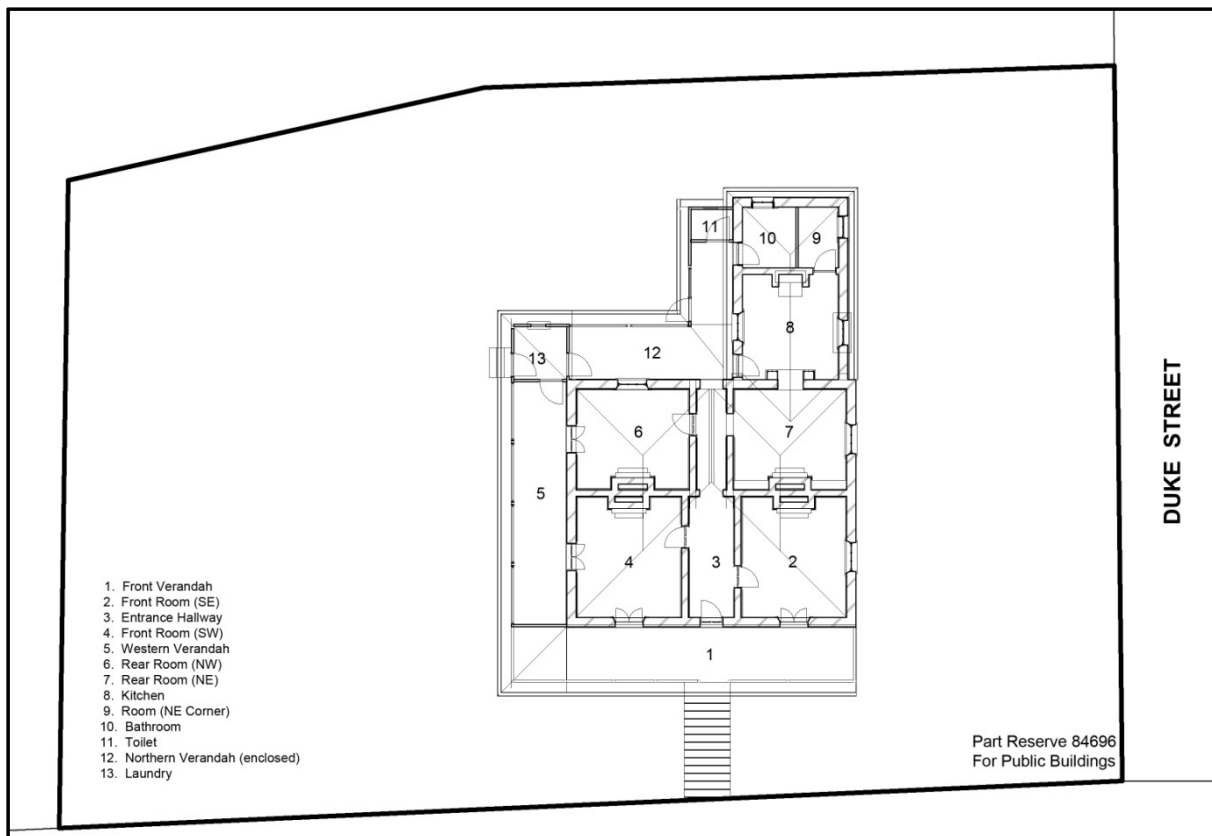 11
10
9
8
13
12
6
7
5
4
3
2
1
DUKE STREET
1. Front Verandah
2. Front Room (SE)
3. Entrance Hallway
4. Front Room (SW)
5. Western Verandah
6. Rear Room (NW)
7. Rear Room (NE)
8. Kitchen
9. Room (NE Corner)
10. Bathroom
11. Toilet
12. Northern Verandah (enclosed)
13. Laundry
Part Reserve 84696
For Public Buildings